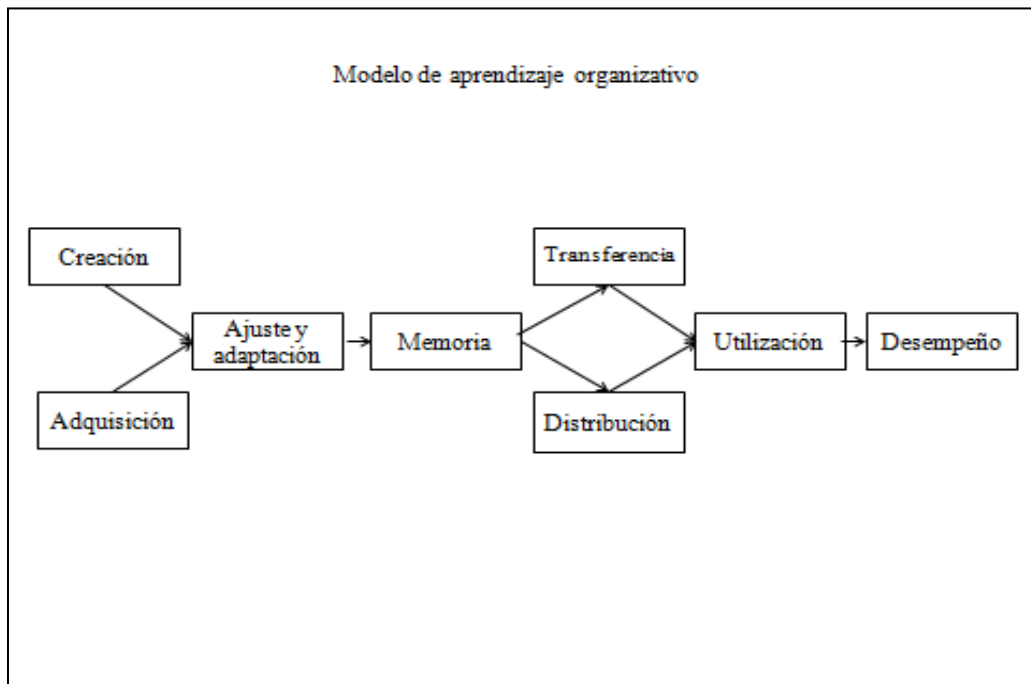 Modelo de aprendizaje organizativo
Creación
Transferencia
Ajuste y
adaptación
Memoria
Utilización
Desempeño
Adquisición
Distribución